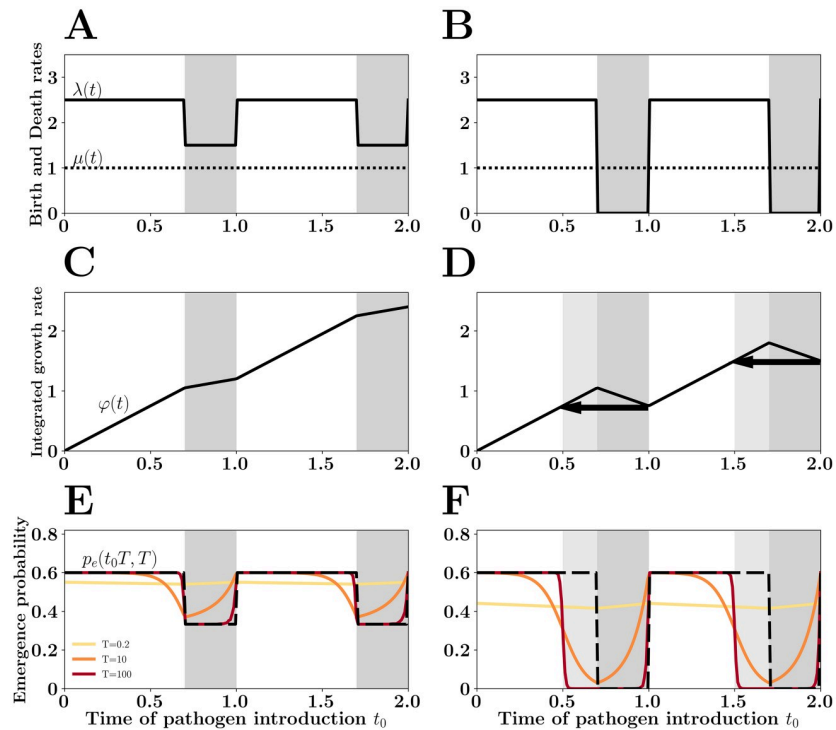 A
B
Birth and Death rates
3
2
1
0
λ(t)
μ(t)
0 0.5 1.0 1.5 2.0
3
2
1
0
0 0.5 1.0 1.5 2.0
C
D
Integrated growth rate
2
1
0
φ(t)
0 0.5 1.0 1.5 2.0
2
1
0
0 0.5 1.0 1.5 2.0
E
F
Emergence probability
0.8
0.6
0.4
0.2
0
p_e(t_0T, T)
T=0.2
T=10
T=100
0 0.5 1.0 1.5 2.0
Time of pathogen introduction t_0
0.8
0.6
0.4
0.2
0
0 0.5 1.0 1.5 2.0
Time of pathogen introduction t_0